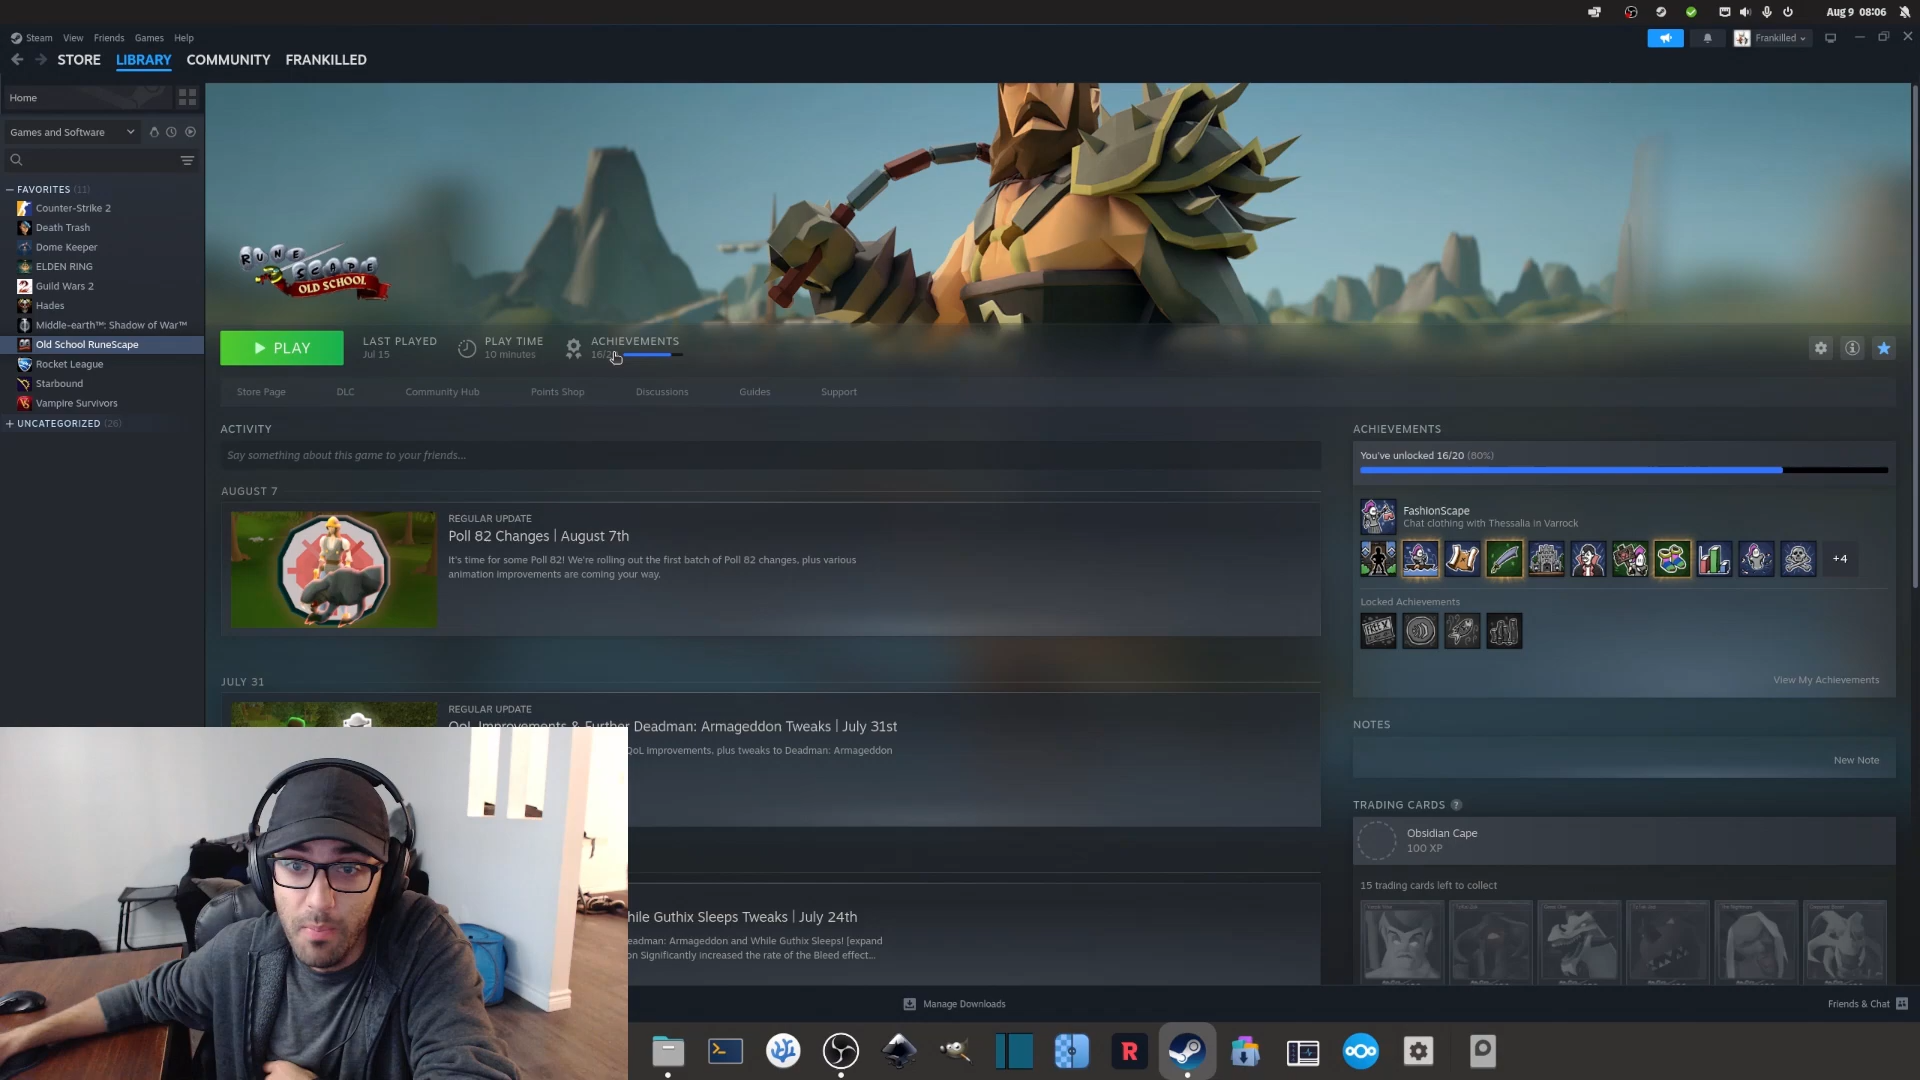 Aug 9 08:06
Steam View Friends Games Help
Frankilled
STORE LIBRARY COMMUNITY FRANKILLED
Home
Games and Software
FAVORITES (11)
Counter-Strike 2
Death Trash
Dome Keeper
ELDEN RING
Guild Wars 2
Hades
Middle-earth™: Shadow of War™
Old School RuneScape
Rocket League
Starbound
Vampire Survivors
UNCATEGORIZED (26)
RUNE SCAPE
OLD SCHOOL
PLAY
LAST PLAYED
Jul 15
PLAY TIME
10 minutes
ACHIEVEMENTS
Store Page DLC Community Hub Points Shop Discussions Guides Support
ACTIVITY
Say something about this game to your friends...
AUGUST 7
REGULAR UPDATE
Poll 82 Changes | August 7th
It's time for some Poll 82! We're rolling out the first batch of Poll 82 changes, plus various
animation improvements are coming your way.
JULY 31
REGULAR UPDATE
QoL Improvements & Further Deadman: Armageddon Tweaks | July 31st
QoL improvements, plus tweaks to Deadman: Armageddon
hile Guthix Sleeps Tweaks | July 24th
eadman: Armageddon and While Guthix Sleeps! [expand
on Significantly increased the rate of the Bleed effect...
ACHIEVEMENTS
You've unlocked 16/20 (80%)
FashionScape
Chat clothing with Thessalia in Varrock
+4
Locked Achievements
View My Achievements
NOTES
New Note
TRADING CARDS ?
Obsidian Cape
100 XP
15 trading cards left to collect
Manage Downloads
Friends & Chat